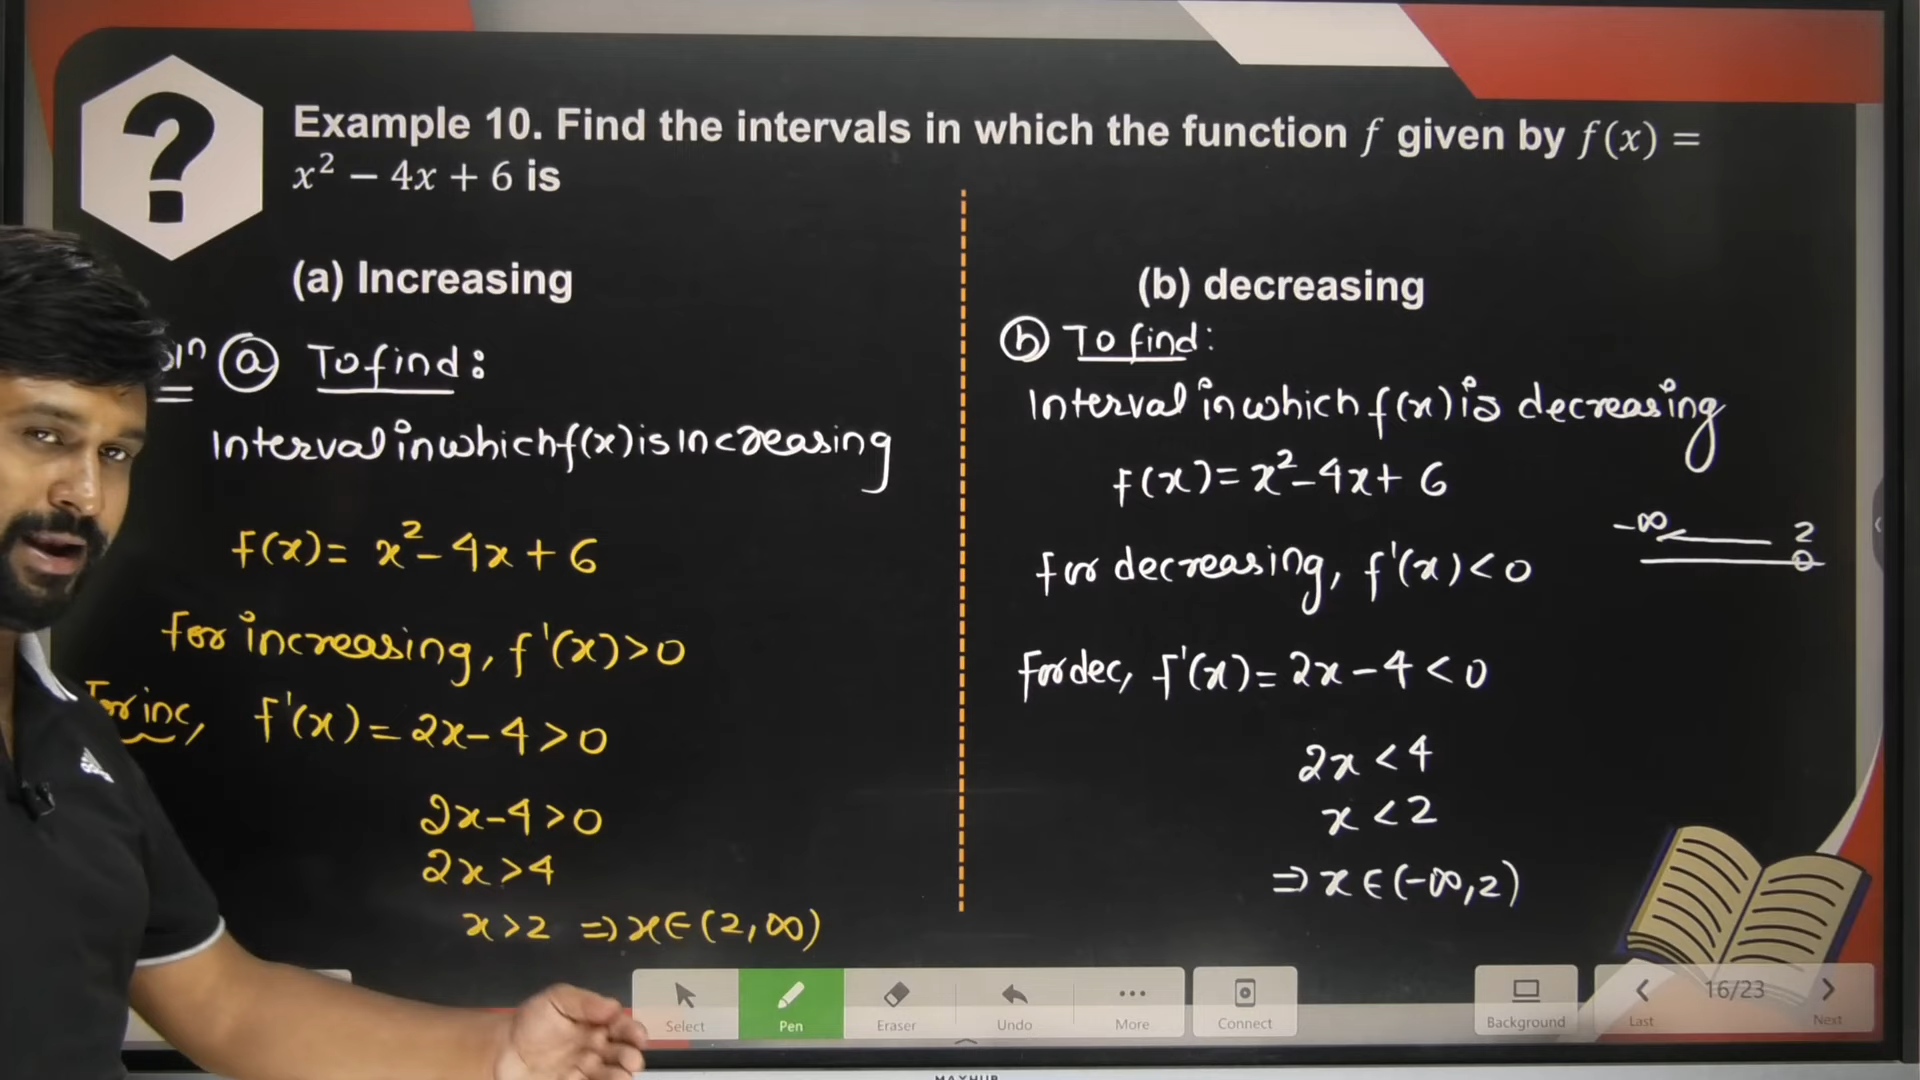 ?
Example 10. Find the intervals in which the function f given by f(x) =
x² − 4x + 6 is
(a) Increasing
(a) To find:
Interval in which f(x) is increasing
f(x) = x² - 4x + 6
For increasing, f'(x) > 0
For inc, f'(x) = 2x - 4 > 0
2x - 4 > 0
2x > 4
x > 2 ⇒ x ∈ (2, ∞)
(b) decreasing
(b) To find:
Interval in which f(x) is decreasing
f(x) = x² - 4x + 6
for decreasing, f'(x) < 0
-∞ 2
For dec, f'(x) = 2x - 4 < 0
2x < 4
x < 2
⇒ x ∈ (-∞, 2)
Select Pen Eraser Undo More Connect Background Last 16/23 Next
MAXHUB